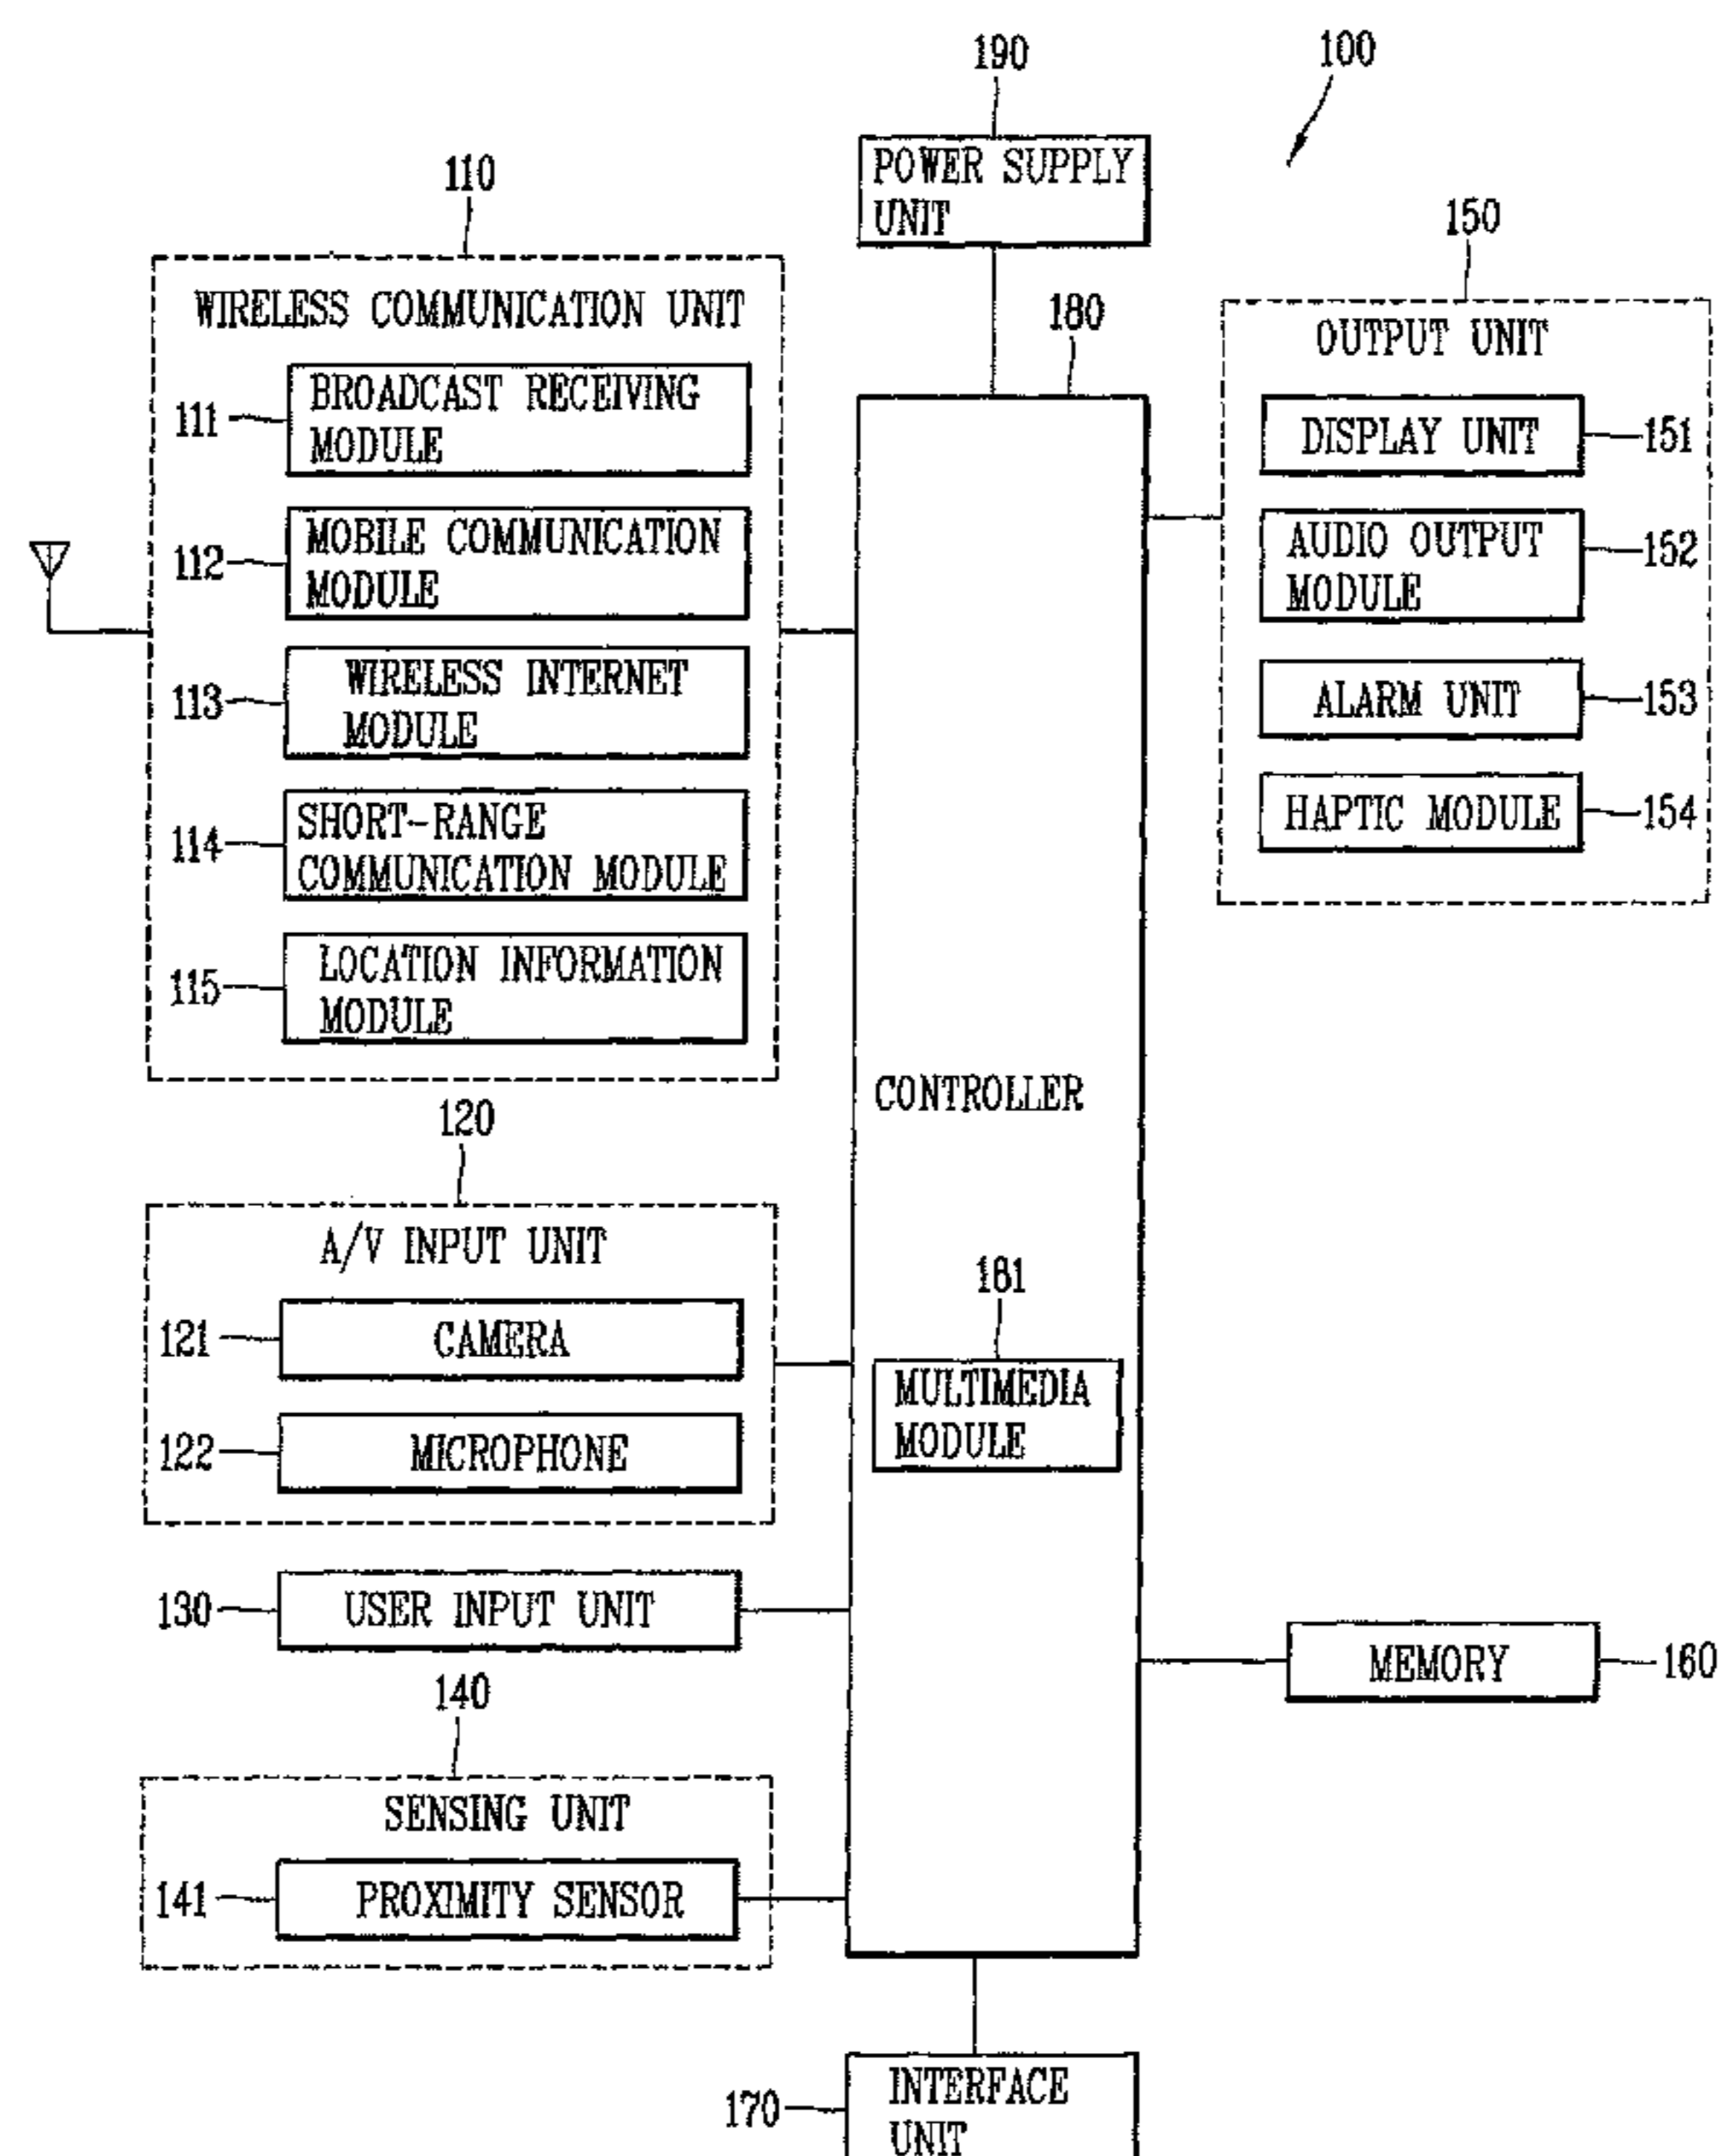 190
100
POWER SUPPLY
UNIT
110
WIRELESS COMMUNICATION UNIT
111
BROADCAST RECEIVING
MODULE
112
MOBILE COMMUNICATION
MODULE
113
WIRELESS INTERNET
MODULE
114
SHORT-RANGE
COMMUNICATION MODULE
115
LOCATION INFORMATION
MODULE
120
A/V INPUT UNIT
121
CAMERA
122
MICROPHONE
130
USER INPUT UNIT
140
SENSING UNIT
141
PROXIMITY SENSOR
180
CONTROLLER
181
MULTIMEDIA
MODULE
150
OUTPUT UNIT
DISPLAY UNIT
151
AUDIO OUTPUT
MODULE
152
ALARM UNIT
153
HAPTIC MODULE
154
MEMORY
160
170
INTERFACE
UNIT